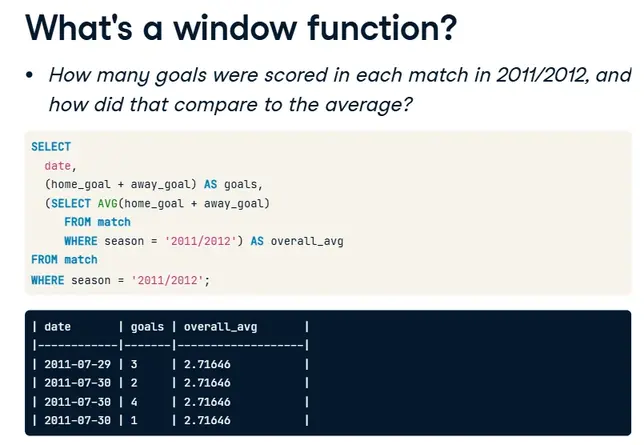 What's a window function?
• How many goals were scored in each match in 2011/2012, and
how did that compare to the average?
SELECT
date,
(home_goal + away_goal) AS goals,
(SELECT AVG(home_goal + away_goal)
FROM match
WHERE season = '2011/2012') AS overall_avg
FROM match
WHERE season = '2011/2012';
| date | goals | overall_avg |
|------------|-------|-------------------|
| 2011-07-29 | 3 | 2.71646 |
| 2011-07-30 | 2 | 2.71646 |
| 2011-07-30 | 4 | 2.71646 |
| 2011-07-30 | 1 | 2.71646 |